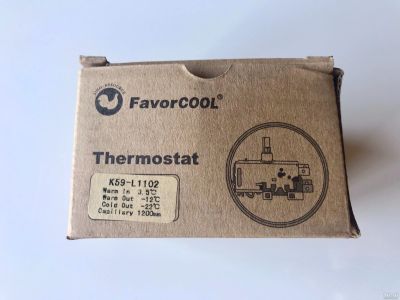 FavorCOOL®
Thermostat
K59-L1102
Warm In 3.5℃
Warm Out -12℃
Cold Out -22℃
Capillary 1200mm